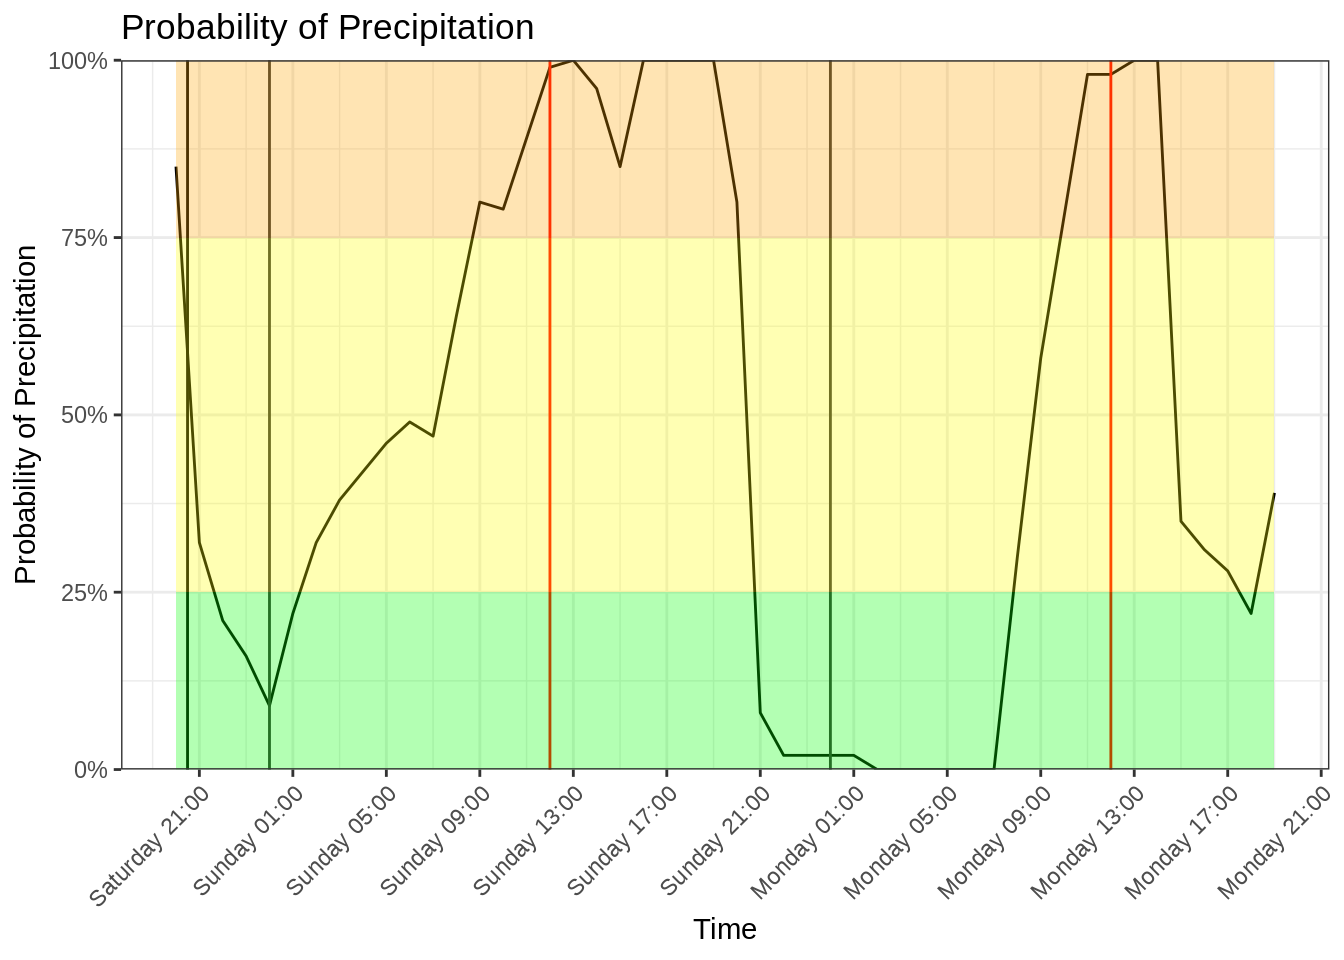 Probability of Precipitation
Probability of Precipitation
100%
75%
50%
25%
0%
Saturday 21:00
Sunday 01:00
Sunday 05:00
Sunday 09:00
Sunday 13:00
Sunday 17:00
Sunday 21:00
Monday 01:00
Monday 05:00
Monday 09:00
Monday 13:00
Monday 17:00
Monday 21:00
Time